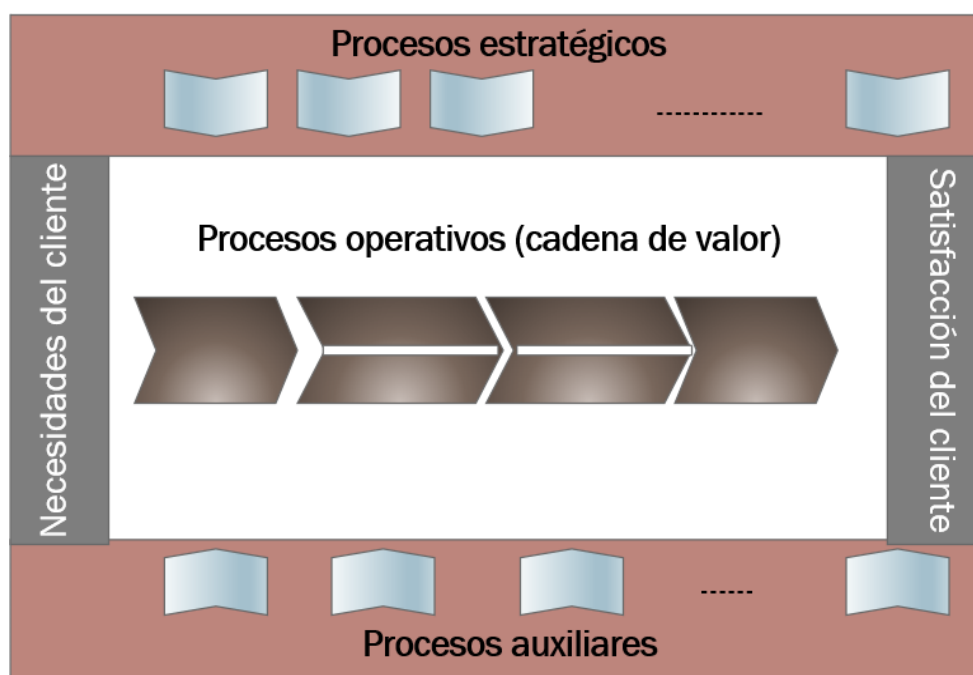 Procesos estratégicos
Necesidades del cliente
Procesos operativos (cadena de valor)
Satisfacción del cliente
Procesos auxiliares